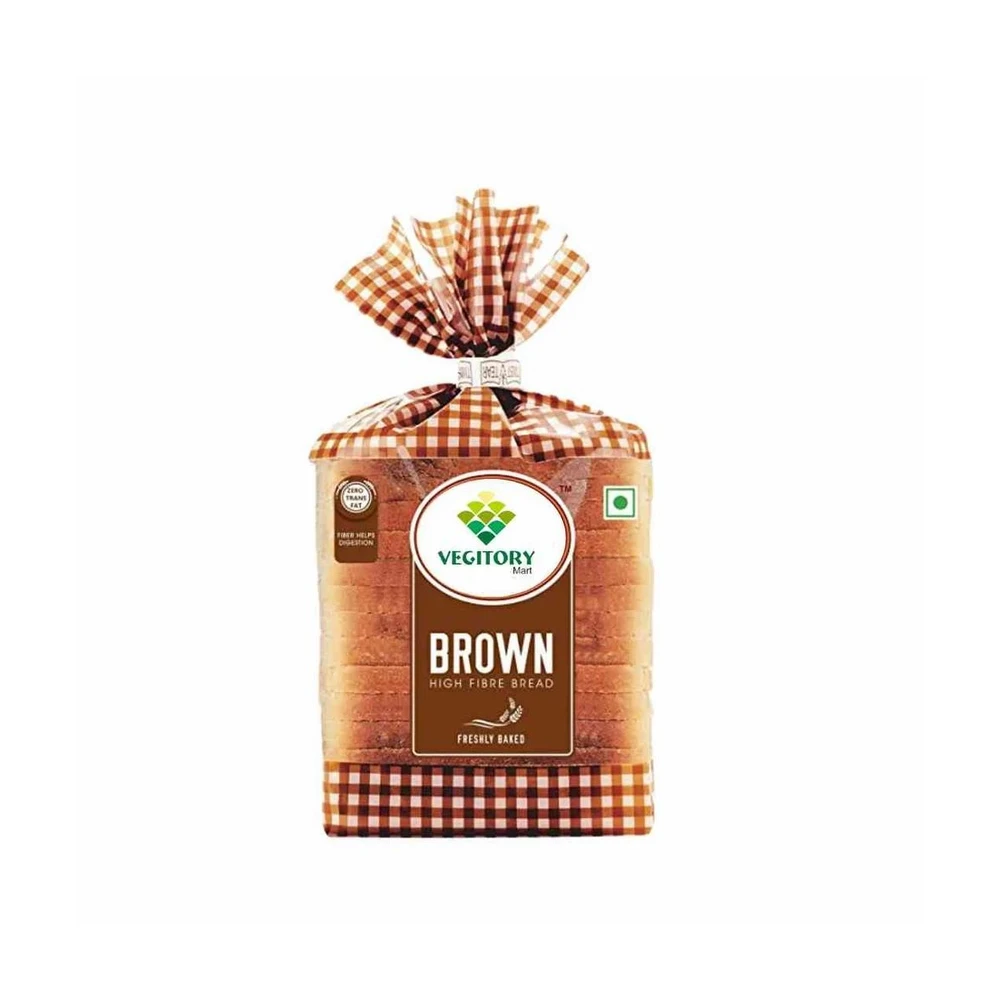 ZERO
TRANS
FAT
FIBER HELPS
DIGESTION
TM
VEGITORY
Mart
BROWN
HIGH FIBRE BREAD
FRESHLY BAKED